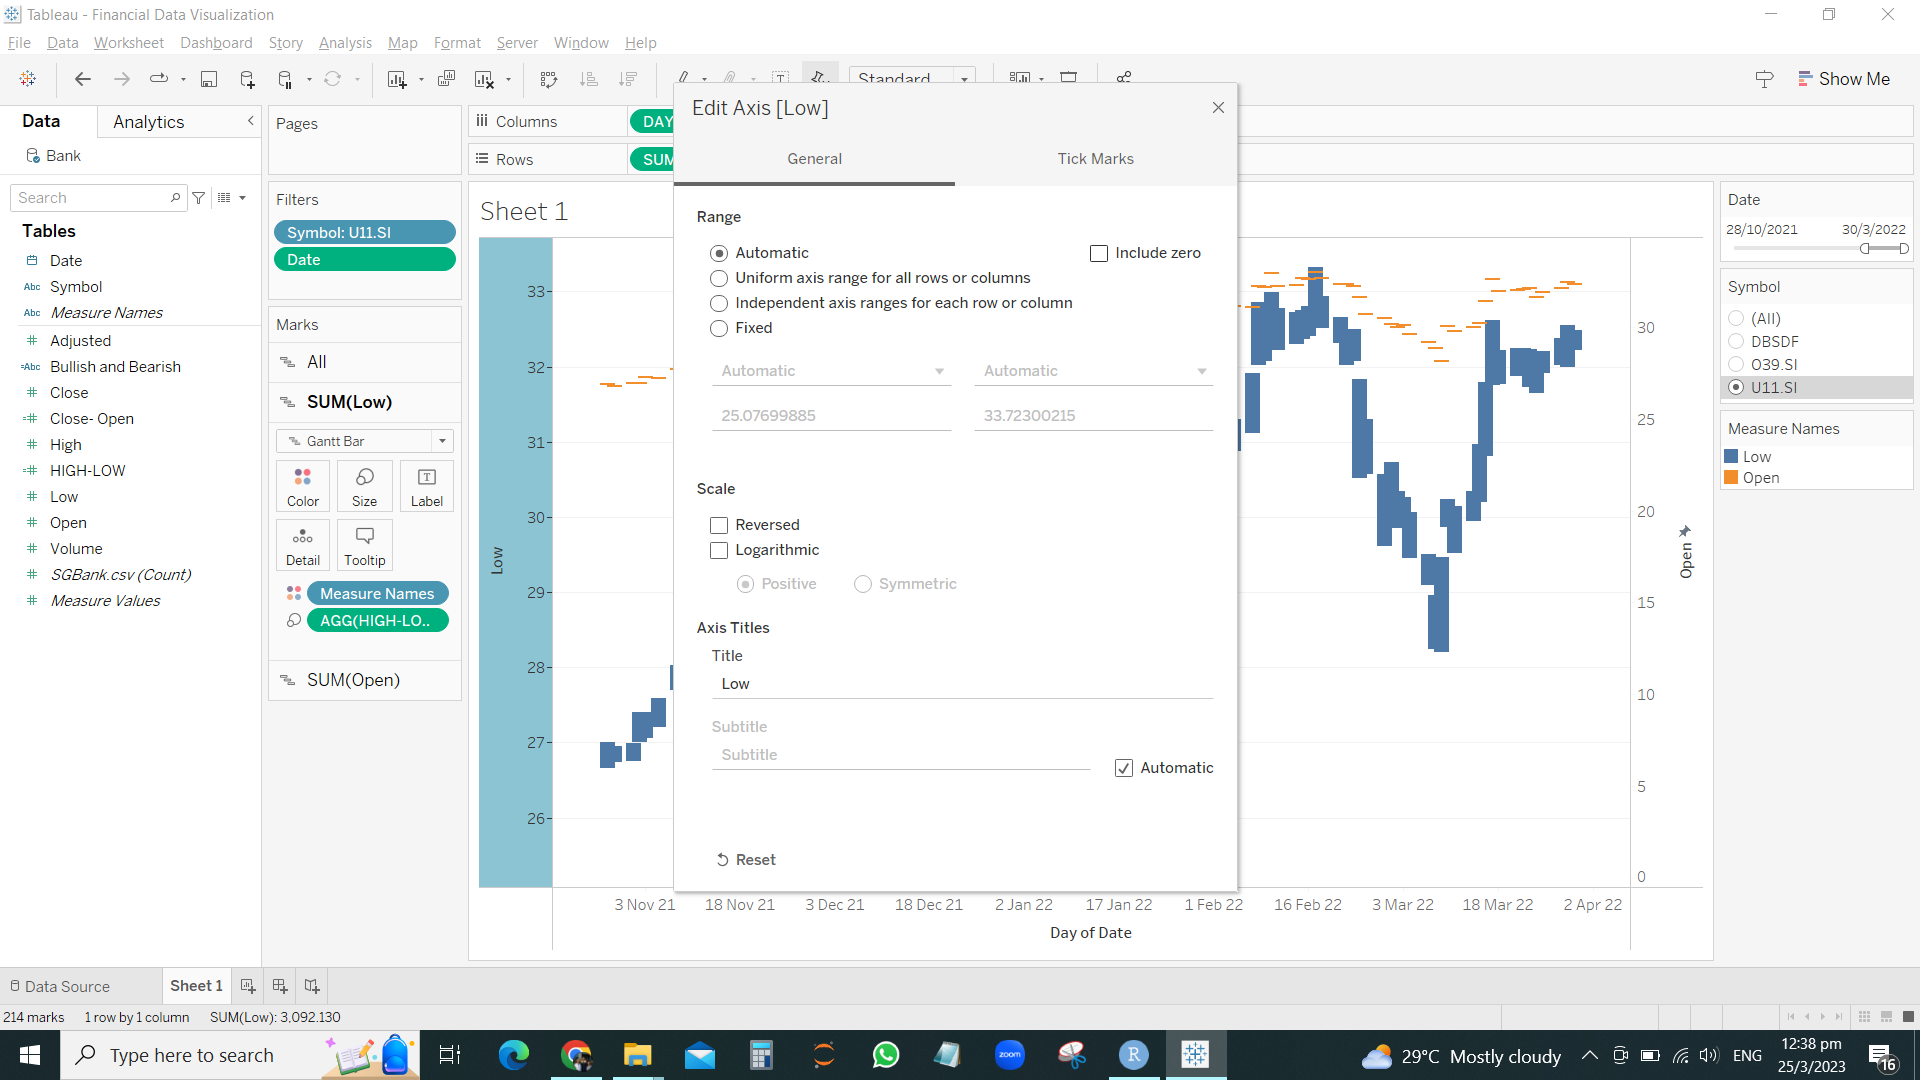 Tableau - Financial Data Visualization
File Data Worksheet Dashboard Story Analysis Map Format Server Window Help
Standard
Show Me
Data Analytics
Bank
Search
Tables
Date
Abc Symbol
Abc Measure Names
Adjusted
=Abc Bullish and Bearish
Close
Close- Open
High
HIGH-LOW
Low
Open
Volume
SGBank.csv (Count)
Measure Values
Pages
Filters
Symbol: U11.SI
Date
Marks
All
SUM(Low)
Gantt Bar
Color Size Label
Detail Tooltip
Measure Names
AGG(HIGH-LO..
SUM(Open)
Columns DAY
Rows SUM
Sheet 1
Low
33
32
31
30
29
28
27
26
Edit Axis [Low]
General Tick Marks
Range
Automatic Include zero
Uniform axis range for all rows or columns
Independent axis ranges for each row or column
Fixed
Automatic Automatic
25.07699885 33.72300215
Scale
Reversed
Logarithmic
Positive Symmetric
Axis Titles
Title
Low
Subtitle
Subtitle
Automatic
Reset
30
25
20
15
10
5
0
Open
3 Nov 21 18 Nov 21 3 Dec 21 18 Dec 21 2 Jan 22 17 Jan 22 1 Feb 22 16 Feb 22 3 Mar 22 18 Mar 22 2 Apr 22
Day of Date
Date
28/10/2021 30/3/2022
Symbol
(All)
DBSDF
O39.SI
U11.SI
Measure Names
Low
Open
Data Source Sheet 1
214 marks 1 row by 1 column SUM(Low): 3,092.130
Type here to search
zoom
R
29°C Mostly cloudy
ENG
12:38 pm
25/3/2023
16